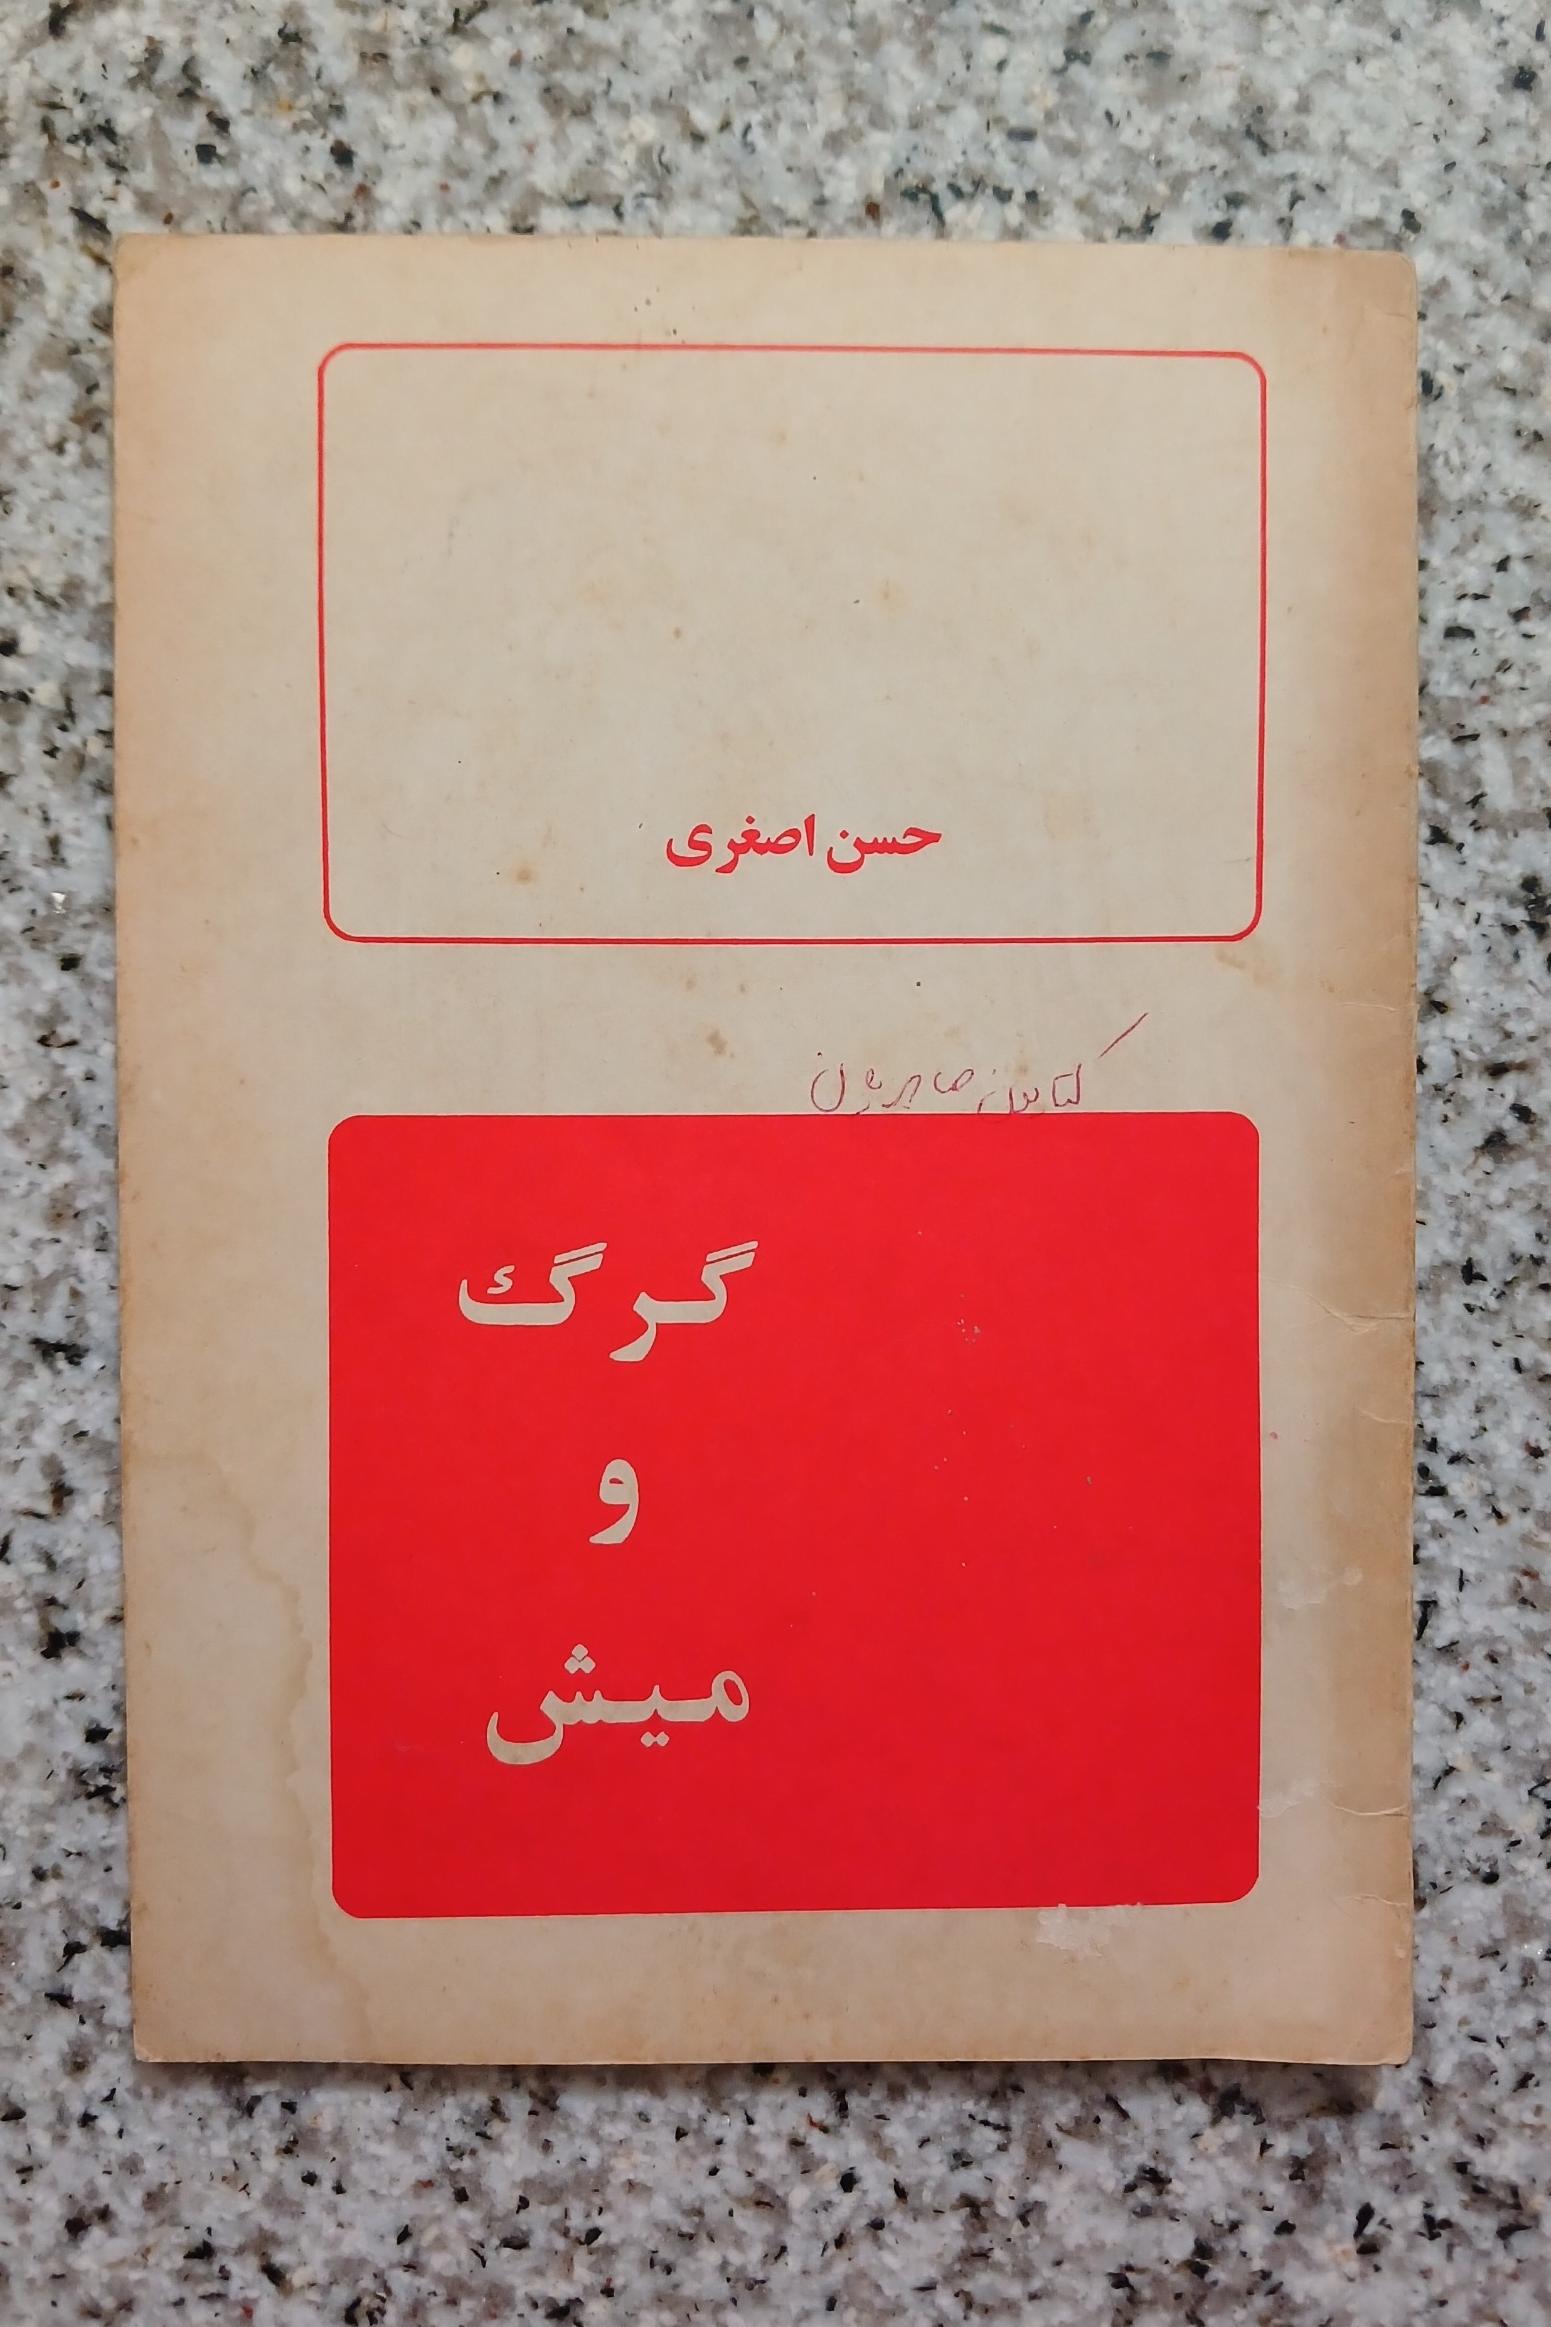 حسن اصغری
گرگ
و
میش